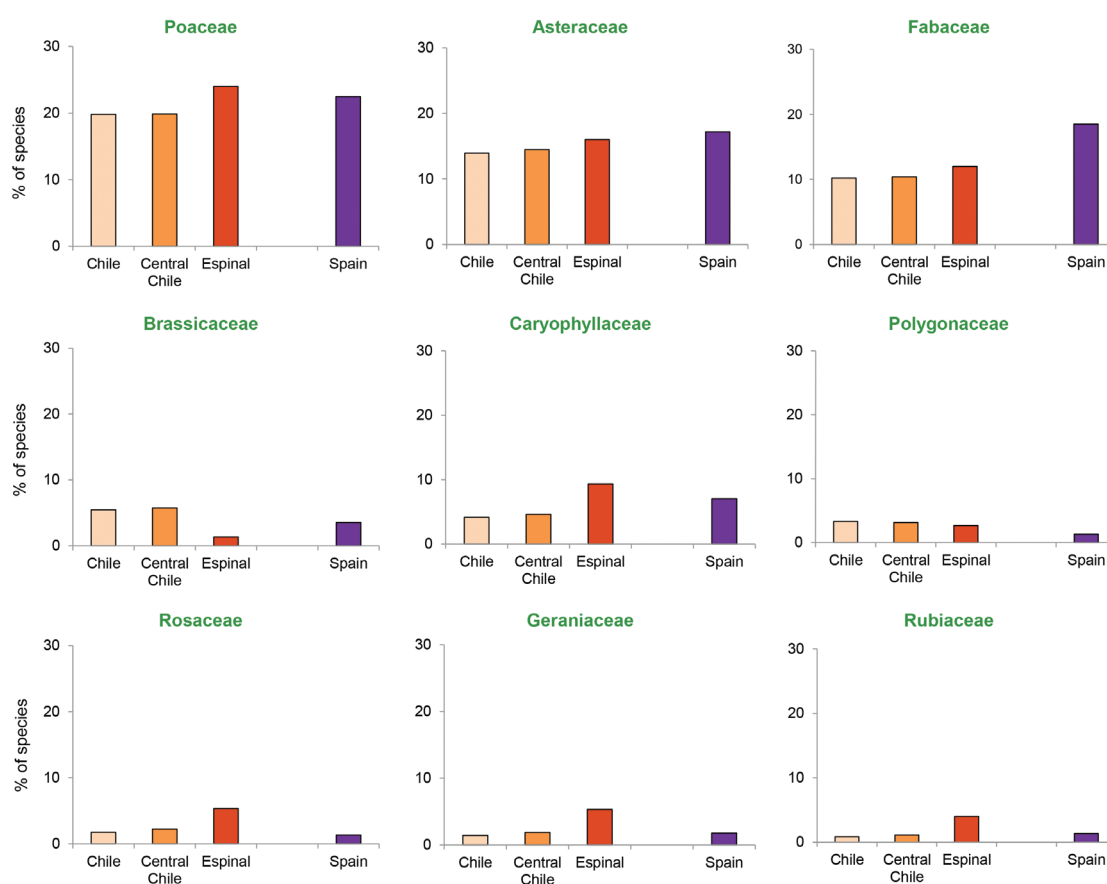 Poaceae
% of species
30
20
10
0
Chile
Central
Chile
Espinal
Spain
Asteraceae
30
20
10
0
Chile
Central
Chile
Espinal
Spain
Fabaceae
30
20
10
0
Chile
Central
Chile
Espinal
Spain
Brassicaceae
% of species
30
20
10
0
Chile
Central
Chile
Espinal
Spain
Caryophyllaceae
30
20
10
0
Chile
Central
Chile
Espinal
Spain
Polygonaceae
30
20
10
0
Chile
Central
Chile
Espinal
Spain
Rosaceae
% of species
30
20
10
0
Chile
Central
Chile
Espinal
Spain
Geraniaceae
30
20
10
0
Chile
Central
Chile
Espinal
Spain
Rubiaceae
30
20
10
0
Chile
Central
Chile
Espinal
Spain